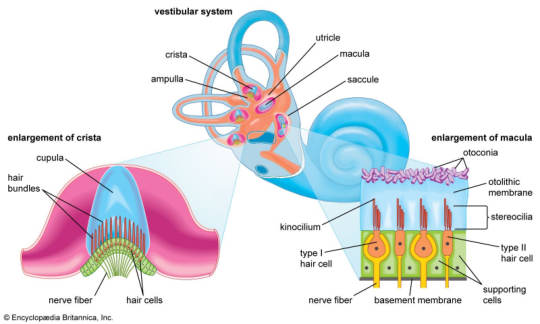 vestibular system
utricle
crista
macula
ampulla
saccule
enlargement of crista
cupula
hair
bundles
nerve fiber
hair cells
enlargement of macula
otoconia
otolithic
membrane
kinocilium
stereocilia
type I
hair cell
type II
hair cell
nerve fiber
basement membrane
supporting
cells
© Encyclopædia Britannica, Inc.